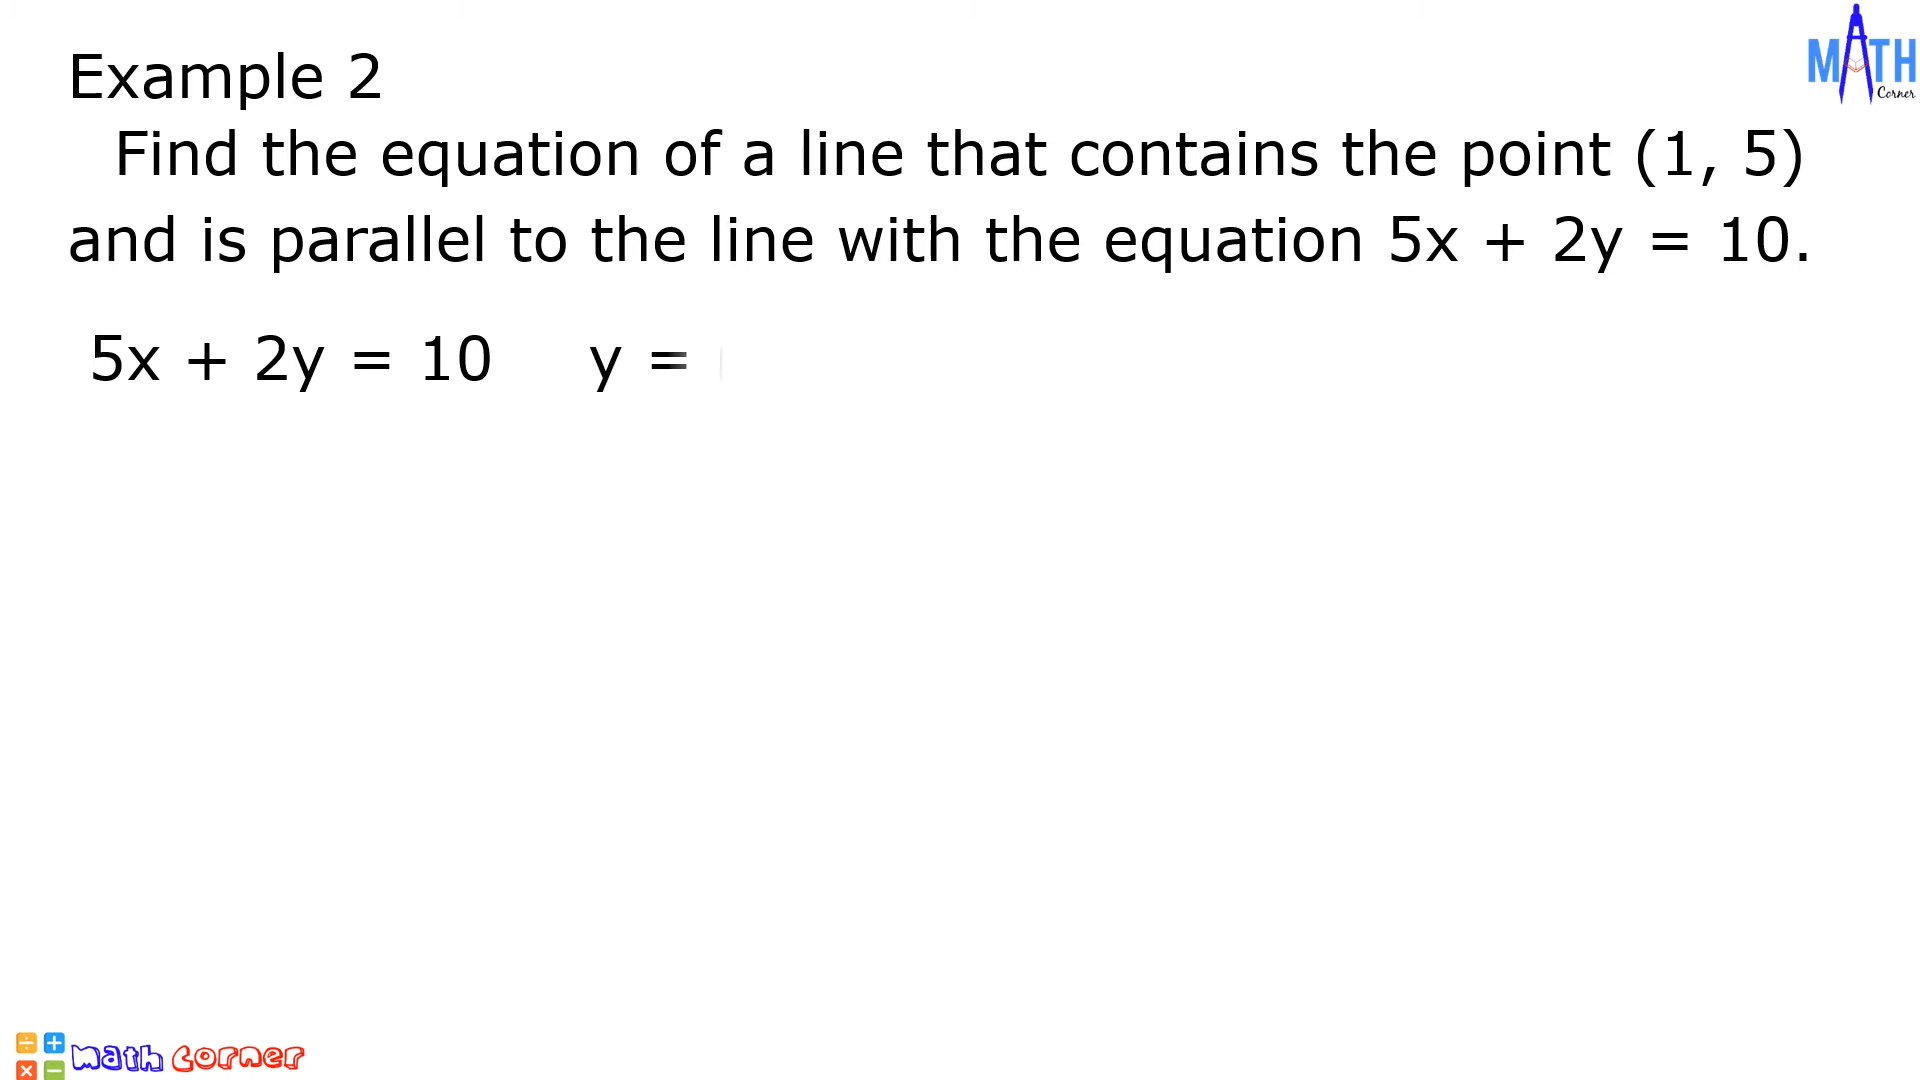 MATH
Corner
Example 2
Find the equation of a line that contains the point (1, 5)
and is parallel to the line with the equation 5x + 2y = 10.
5x + 2y = 10 y =
÷ + × − math corner